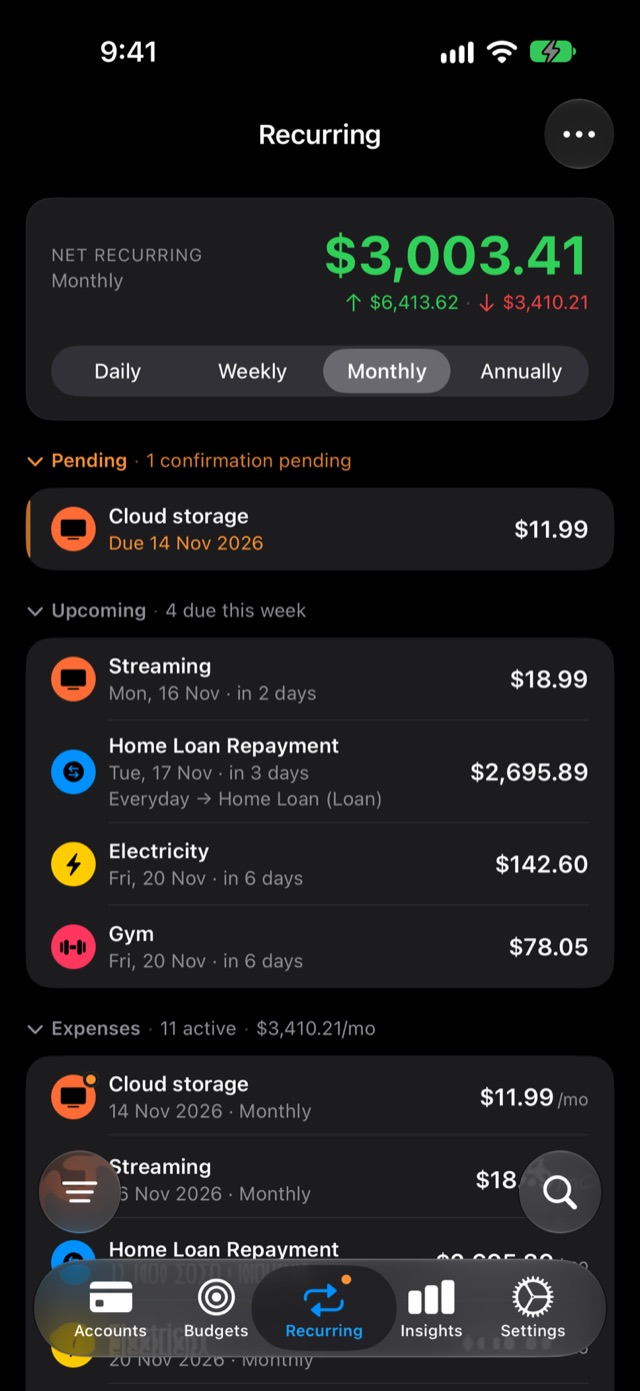 9:41
Recurring
NET RECURRING
Monthly
$3,003.41
↑ $6,413.62 · ↓ $3,410.21
Daily Weekly Monthly Annually
Pending · 1 confirmation pending
Cloud storage
$11.99
Due 14 Nov 2026
Upcoming · 4 due this week
Streaming
$18.99
Mon, 16 Nov · in 2 days
Home Loan Repayment
Tue, 17 Nov · in 3 days
$2,695.89
Everyday → Home Loan (Loan)
Electricity
$142.60
Fri, 20 Nov · in 6 days
Gym
$78.05
Fri, 20 Nov · in 6 days
Expenses · 11 active · $3,410.21/mo
Cloud storage
$11.99 /mo
14 Nov 2026 · Monthly
Streaming
$18.
6 Nov 2026 · Monthly
Home Loan Repayment
Accounts Budgets Recurring Insights Settings
20 Nov 2026 · Monthly